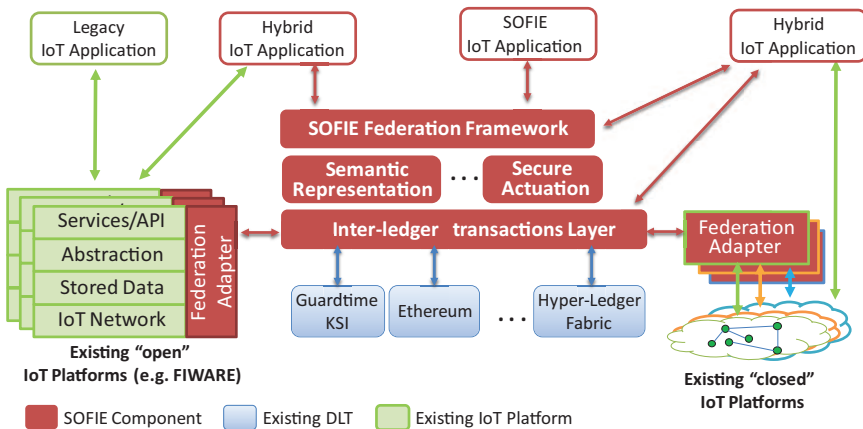 Legacy
IoT Application
Hybrid
IoT Application
SOFIE
IoT Application
Hybrid
IoT Application
SOFIE Federation Framework
Semantic
Representation
...
Secure
Actuation
Inter-ledger transactions Layer
Services/API
Abstraction
Stored Data
IoT Network
Federation
Adapter
Federation
Adapter
Guardtime
KSI
Ethereum
...
Hyper-Ledger
Fabric
Existing “open”
IoT Platforms (e.g. FIWARE)
Existing “closed”
IoT Platforms
SOFIE Component
Existing DLT
Existing IoT Platform